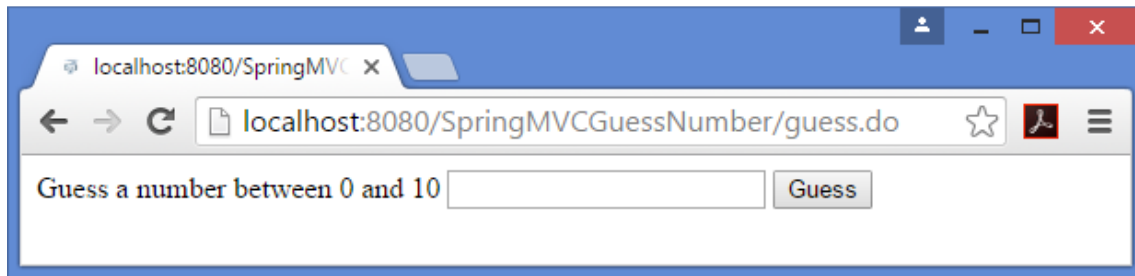 localhost:8080/SpringMVC
localhost:8080/SpringMVCGuessNumber/guess.do
Guess a number between 0 and 10 Guess